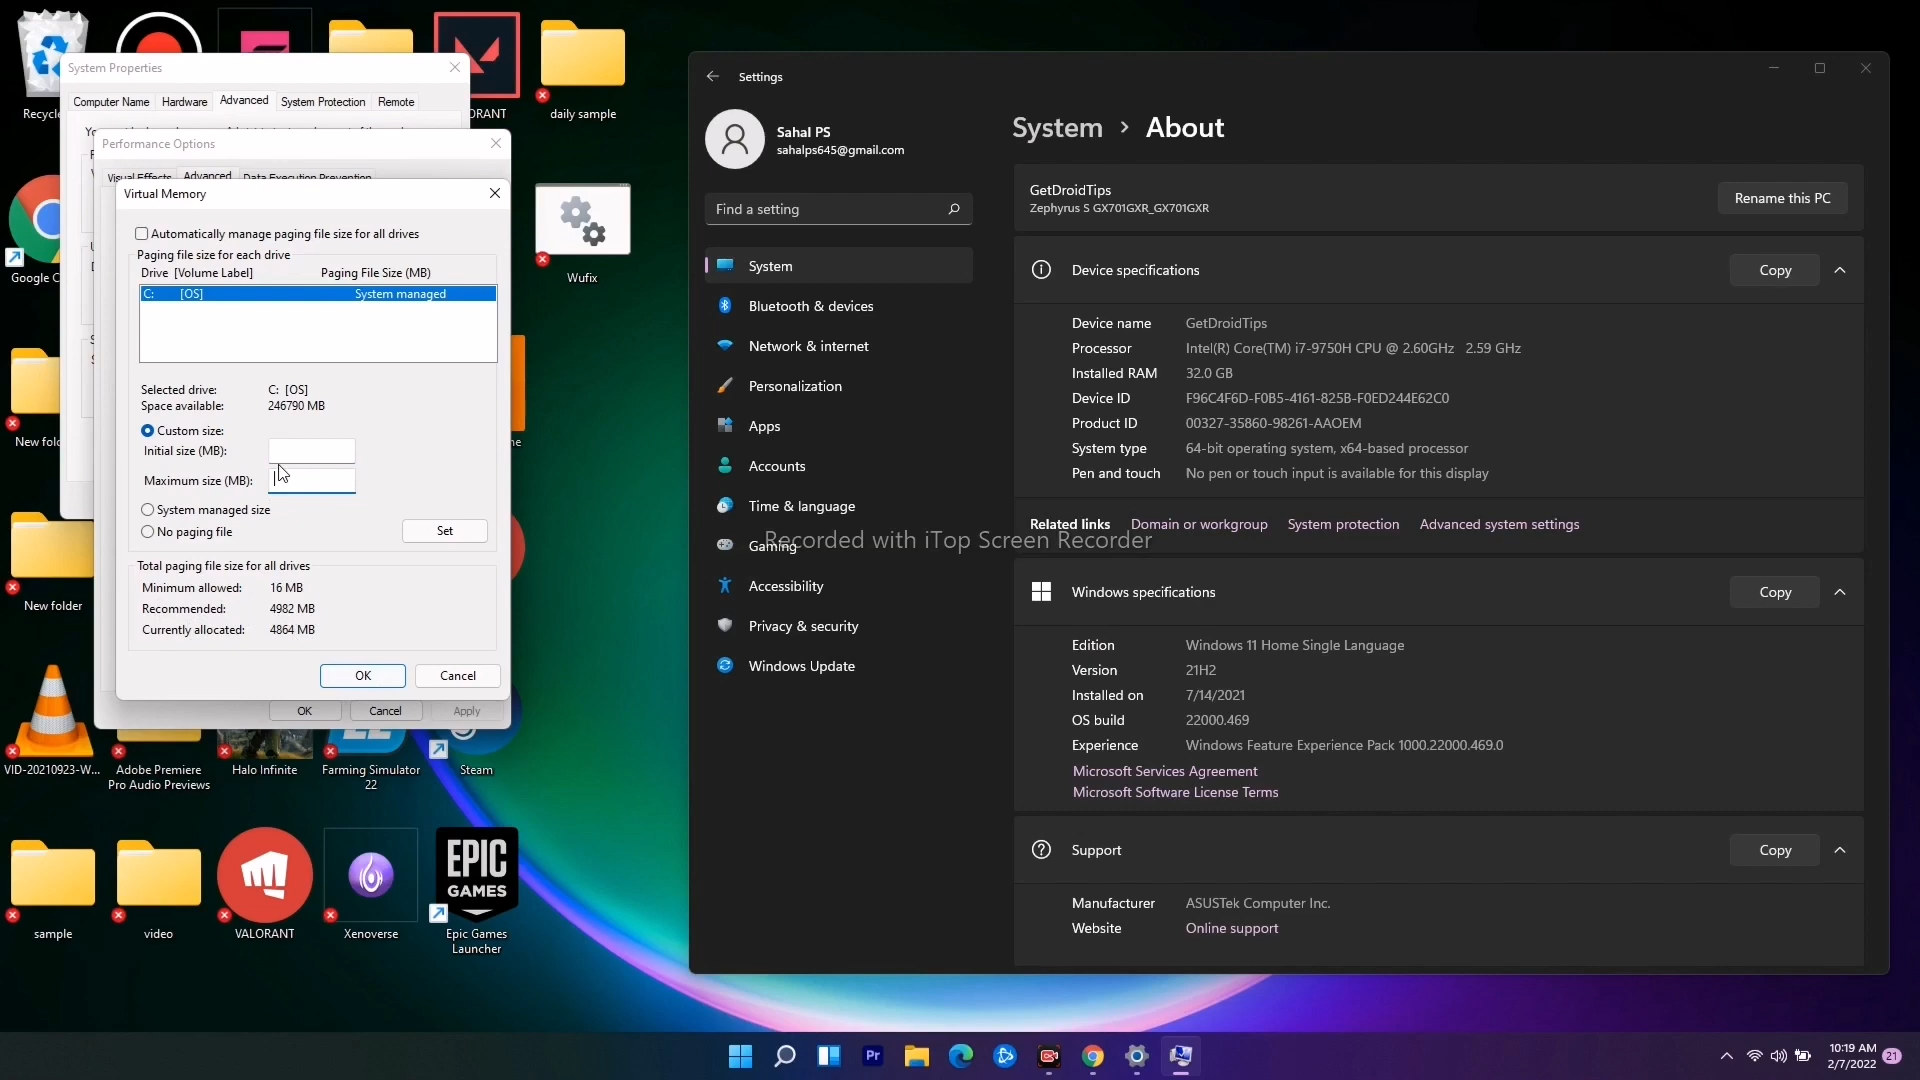 Recycle
ORANT
daily sample
Google C
Wufix
New fold
me
New folder
VID-20210923-W...
Adobe Premiere
Pro Audio Previews
Halo Infinite
Farming Simulator
22
Steam
sample
video
VALORANT
Xenoverse
EPIC
GAMES
Epic Games
Launcher
System Properties
Computer Name
Hardware
Advanced
System Protection
Remote
Performance Options
Visual Effects
Advanced
Data Execution Prevention
Virtual Memory
Automatically manage paging file size for all drives
Paging file size for each drive
Drive [Volume Label] Paging File Size (MB)
C: [OS] System managed
Selected drive: C: [OS]
Space available: 246790 MB
Custom size:
Initial size (MB):
Maximum size (MB):
System managed size
No paging file
Set
Total paging file size for all drives
Minimum allowed: 16 MB
Recommended: 4982 MB
Currently allocated: 4864 MB
OK
Cancel
OK
Cancel
Apply
Settings
Sahal PS
sahalps645@gmail.com
Find a setting
System
Bluetooth & devices
Network & internet
Personalization
Apps
Accounts
Time & language
Gaming
Accessibility
Privacy & security
Windows Update
System > About
GetDroidTips
Zephyrus S GX701GXR_GX701GXR
Rename this PC
Device specifications
Copy
Device name GetDroidTips
Processor Intel(R) Core(TM) i7-9750H CPU @ 2.60GHz 2.59 GHz
Installed RAM 32.0 GB
Device ID F96C4F6D-F0B5-4161-825B-F0ED244E62C0
Product ID 00327-35860-98261-AAOEM
System type 64-bit operating system, x64-based processor
Pen and touch No pen or touch input is available for this display
Related links Domain or workgroup System protection Advanced system settings
Recorded with iTop Screen Recorder
Windows specifications
Copy
Edition Windows 11 Home Single Language
Version 21H2
Installed on 7/14/2021
OS build 22000.469
Experience Windows Feature Experience Pack 1000.22000.469.0
Microsoft Services Agreement
Microsoft Software License Terms
Support
Copy
Manufacturer ASUSTek Computer Inc.
Website Online support
Pr
10:19 AM
2/7/2022
21